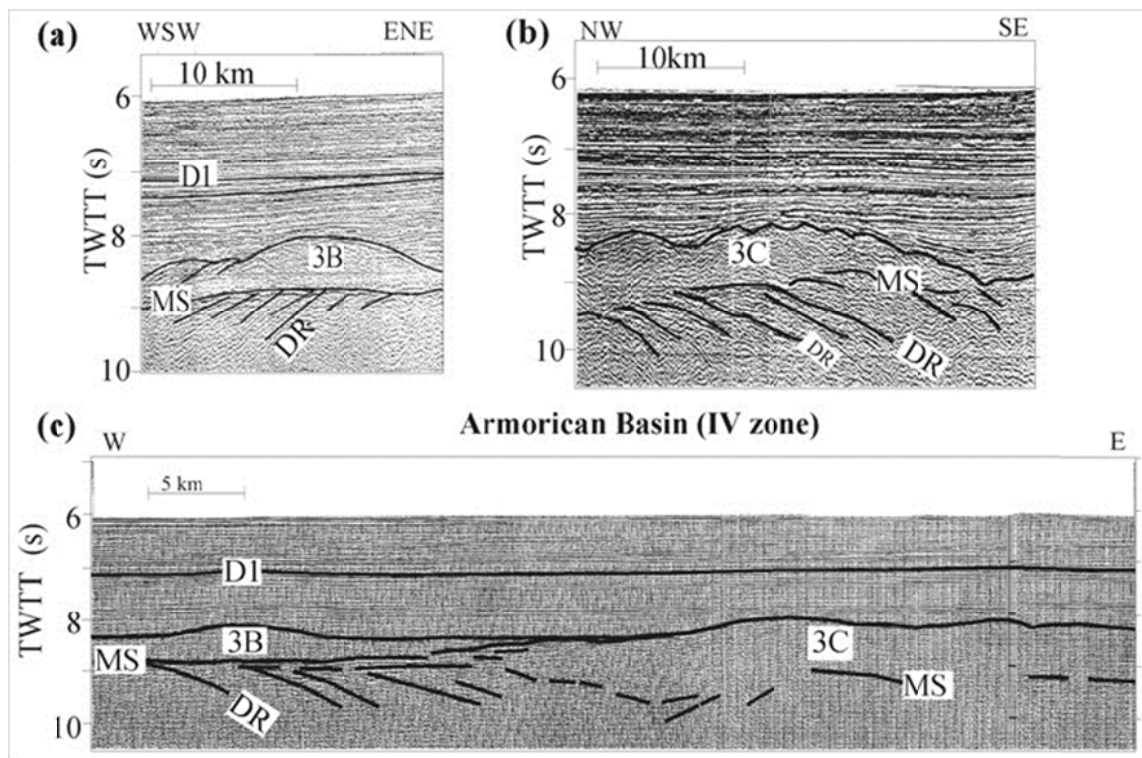 (a)
WSW ENE
10 km
6
D1
8
3B
MS
DR
10
TWTT (s)
(b)
NW SE
10km
6
8
3C
MS
DR DR
10
TWTT (s)
(c) Armorican Basin (IV zone)
W E
5 km
6
D1
8
3B 3C
MS MS
DR
10
TWTT (s)